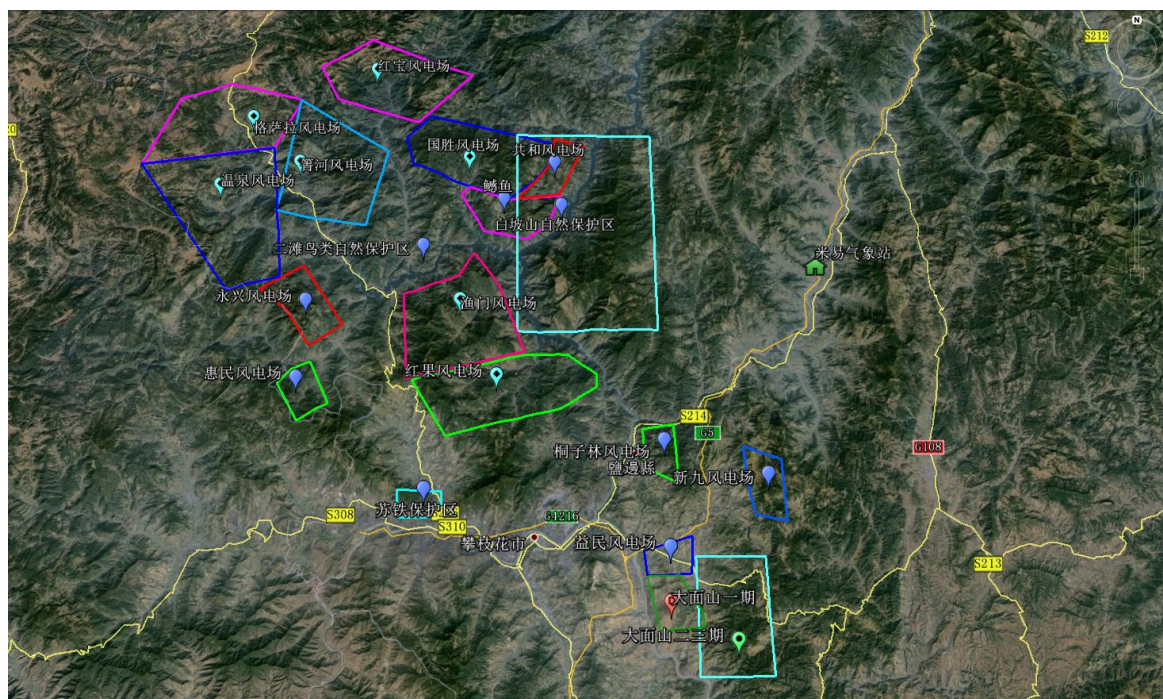 N
S212
红宝风电场
格萨拉风电场
20
国胜风电场
共和风电场
箐河风电场
温泉风电场
鳡鱼
白坡山自然保护区
二滩鸟类自然保护区
米易气象站
永兴风电场
渔门风电场
惠民风电场
红果风电场
S214
G5
G108
桐子林风电场
鹽邊縣
新九风电场
苏铁保护区
S308
S310
G4216
攀枝花市
益民风电场
S213
大面山一期
大面山二三期